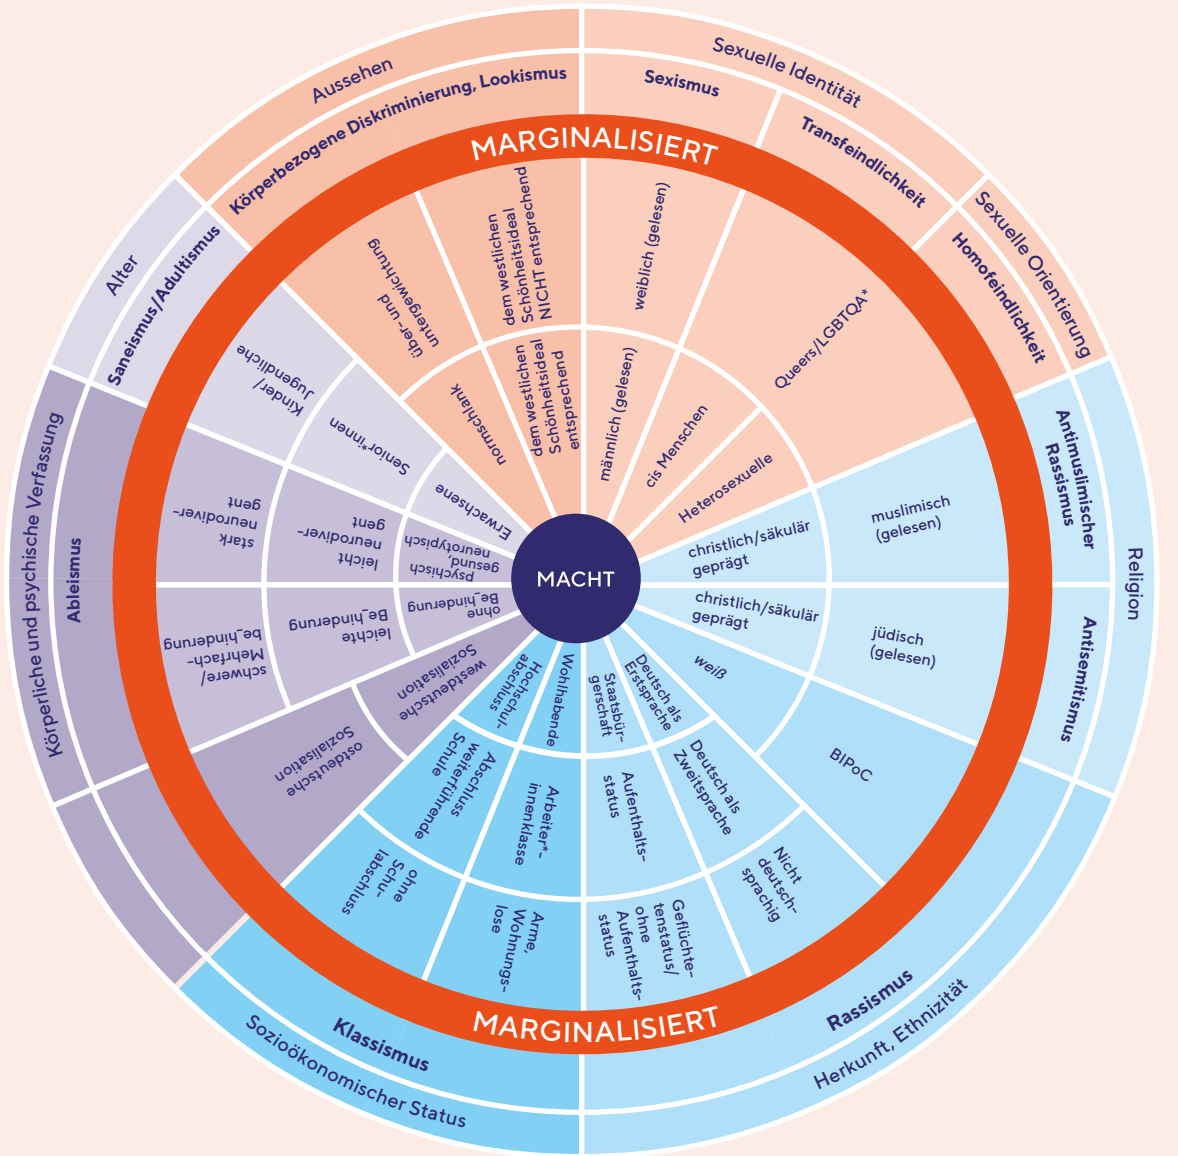 Aussehen
Sexuelle Identität
Sexuelle Orientierung
Religion
Herkunft, Ethnizität
Sozioökonomischer Status
Körperliche und psychische Verfassung
Alter
Körperbezogene Diskriminierung, Lookismus
Sexismus
Transfeindlichkeit
Homofeindlichkeit
Antimuslimischer
Rassismus
Antisemitismus
Rassismus
Klassismus
Ableismus
Saneismus/Adultismus
MARGINALISIERT
über- und
untergewichtung
dem westlichen
Schönheitsideal
NICHT entsprechend
weiblich (gelesen)
Queers/LGBTQA*
muslimisch
(gelesen)
jüdisch
(gelesen)
BIPoC
Nicht
deutsch-
sprachig
Geflüchte-
tenstatus/
ohne
Aufenthalts-
status
Arme,
Wohnungs-
lose
ohne
Schu-
labschluss
ostdeutsche
Sozialisation
schwere/
Mehrfach-
be_hinderung
stark
neurodiver-
gent
Kinder/
Jugendliche
normschlank
dem westlichen
Schönheitsideal
entsprechend
männlich (gelesen)
cis Menschen
Heterosexuelle
christlich/säkulär
geprägt
christlich/säkulär
geprägt
weiß
Deutsch als
Zweitsprache
Deutsch als
Erstsprache
Aufenthalts-
status
Staatsbür-
gerschaft
Arbeiter*-
innenklasse
Wohlhabende
Abschluss
weiterführende
Schule
Hochschul-
abschluss
westdeutsche
Sozialisation
leichte
Be_hinderung
ohne
Be_hinderung
leicht
neurodiver-
gent
psychisch
gesund,
neurotypisch
Senior*innen
Erwachsene
MACHT
MARGINALISIERT